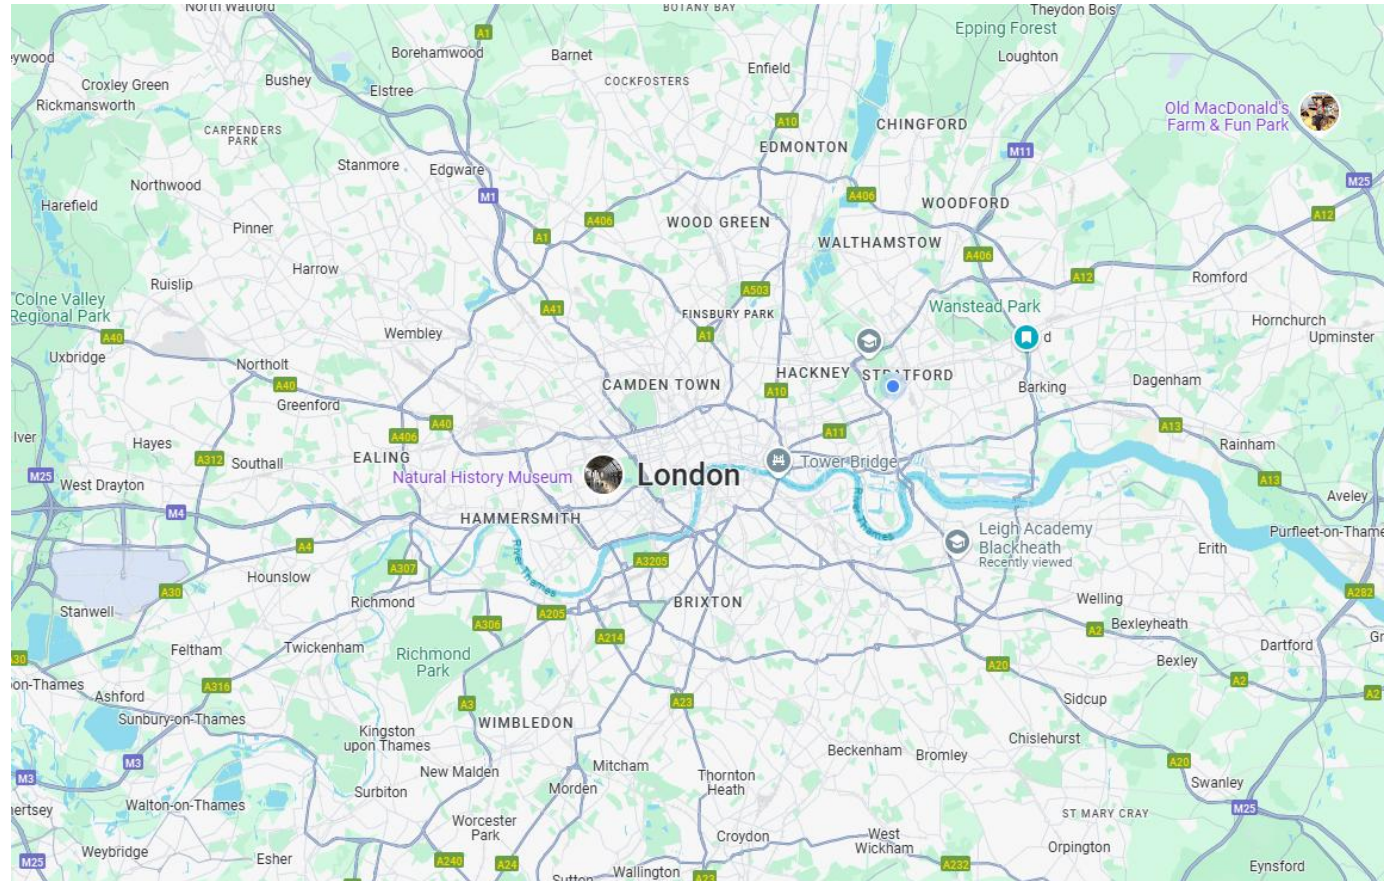 North Watford
BOTANY BAY
Theydon Bois
A1
Epping Forest
Loughton
Borehamwood
Barnet
Enfield
COCKFOSTERS
Croxley Green
Bushey
Elstree
Rickmansworth
Old MacDonald's
Farm & Fun Park
CARPENDERS
PARK
A10
CHINGFORD
EDMONTON
M11
Stanmore
Edgware
Northwood
M1
A406
M25
Harefield
WOODFORD
A406
WOOD GREEN
A12
Pinner
A1
WALTHAMSTOW
A406
Harrow
A12
Romford
Ruislip
A503
Colne Valley
Regional Park
A41
FINSBURY PARK
Wanstead Park
Hornchurch
Wembley
A1
Upminster
A40
d
Uxbridge
Northolt
HACKNEY
STRATFORD
A40
CAMDEN TOWN
A10
Barking
Dagenham
Greenford
A40
A406
A11
A13
Hayes
EALING
Rainham
A312
Southall
M25
West Drayton
Natural History Museum
London
Tower Bridge
A13
Aveley
M4
HAMMERSMITH
River Thames
Leigh Academy
Blackheath
Recently viewed
Purfleet-on-Thame
A4
River Thames
Erith
A307
A3205
Hounslow
A30
A282
Stanwell
Richmond
A205
BRIXTON
Welling
A306
A214
A2
Bexleyheath
Feltham
Twickenham
Richmond
Park
Dartford
A20
Bexley
A316
A2
A2
Ashford
A3
A23
Sidcup
Sunbury-on-Thames
WIMBLEDON
Kingston
upon Thames
Chislehurst
Beckenham
Bromley
M3
M3
New Malden
Mitcham
A20
Thornton
Heath
Swanley
Surbiton
Morden
Walton-on-Thames
M25
ST MARY CRAY
Worcester
Park
Croydon
West
Wickham
Orpington
Weybridge
M25
Esher
A240
A24
Sutton
Wallington
A23
A232
Eynsford